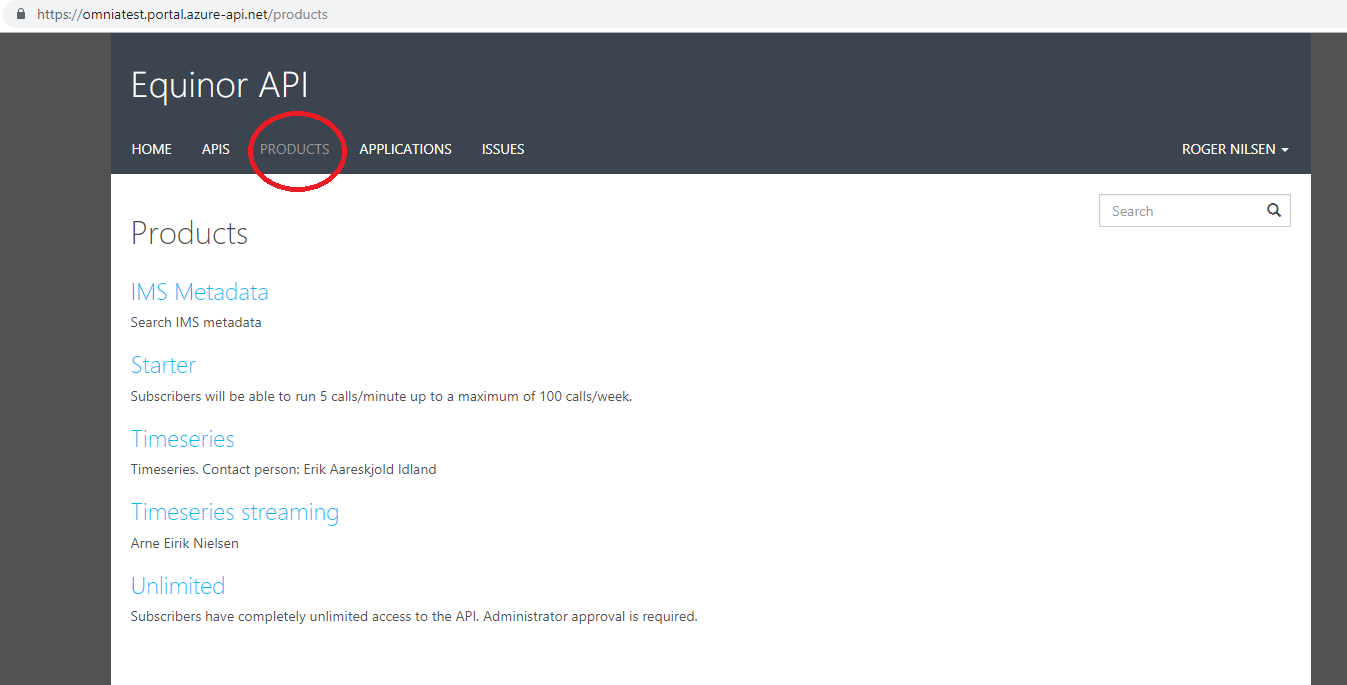 https://omniatest.portal.azure-api.net/products
Equinor API
HOME APIS PRODUCTS APPLICATIONS ISSUES ROGER NILSEN
Search
Products
IMS Metadata
Search IMS metadata
Starter
Subscribers will be able to run 5 calls/minute up to a maximum of 100 calls/week.
Timeseries
Timeseries. Contact person: Erik Aareskjold Idland
Timeseries streaming
Arne Eirik Nielsen
Unlimited
Subscribers have completely unlimited access to the API. Administrator approval is required.